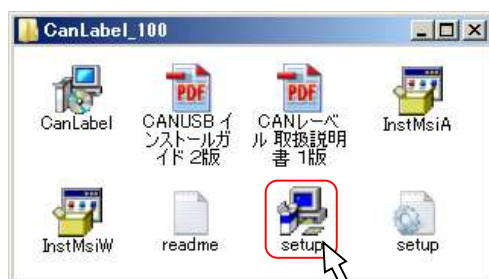 CanLabel_100
PDF
PDF
CanLabel
CANUSB イ
ンストールガ
イド 2版
CANレーベ
ル 取扱説明
書 1版
InstMsiA
InstMsiW
readme
setup
setup